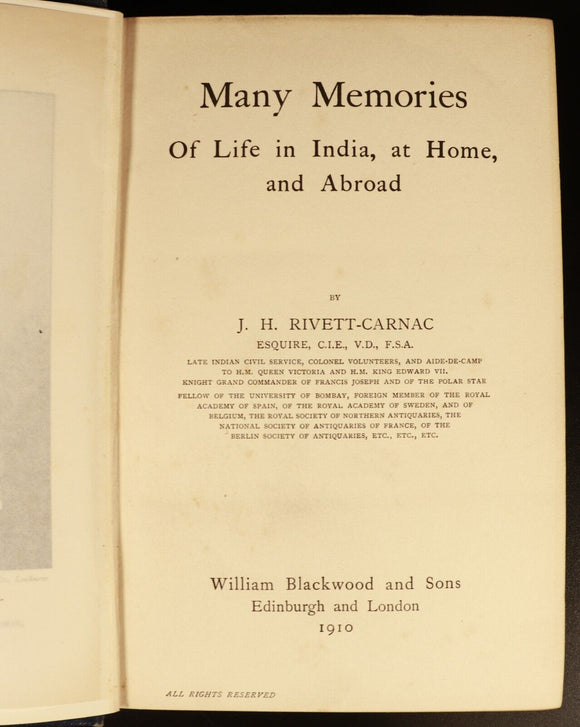 Many Memories
Of Life in India, at Home,
and Abroad
BY
J. H. RIVETT-CARNAC
ESQUIRE, C.I.E., V.D., F.S.A.
LATE INDIAN CIVIL SERVICE, COLONEL VOLUNTEERS, AND AIDE-DE-CAMP
TO H.M. QUEEN VICTORIA AND H.M. KING EDWARD VII.
KNIGHT GRAND COMMANDER OF FRANCIS JOSEPH AND OF THE POLAR STAR
FELLOW OF THE UNIVERSITY OF BOMBAY, FOREIGN MEMBER OF THE ROYAL
ACADEMY OF SPAIN, OF THE ROYAL ACADEMY OF SWEDEN, AND OF
BELGIUM, THE ROYAL SOCIETY OF NORTHERN ANTIQUARIES, THE
NATIONAL SOCIETY OF ANTIQUARIES OF FRANCE, OF THE
BERLIN SOCIETY OF ANTIQUARIES, ETC., ETC., ETC.
William Blackwood and Sons
Edinburgh and London
1910
ALL RIGHTS RESERVED